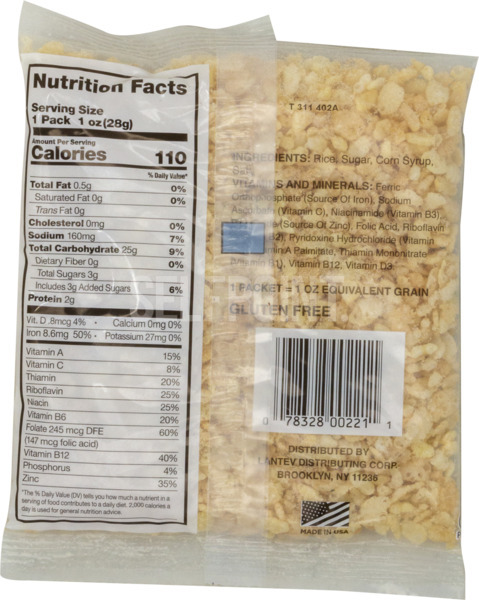 Nutrition Facts
Serving Size
1 Pack 1 oz(28g)
Amount Per Serving
Calories 110
% Daily Value*
Total Fat 0.5g 0%
Saturated Fat 0g 0%
Trans Fat 0g
Cholesterol 0mg 0%
Sodium 160mg 7%
Total Carbohydrate 25g 9%
Dietary Fiber 0g 0%
Total Sugars 3g
Includes 3g Added Sugars 6%
Protein 2g
Vit. D .8mcg 4% • Calcium 0mg 0%
Iron 8.6mg 50% • Potassium 27mg 0%
Vitamin A 15%
Vitamin C 8%
Thiamin 20%
Riboflavin 25%
Niacin 25%
Vitamin B6 20%
Folate 245 mcg DFE 60%
(147 mcg folic acid)
Vitamin B12 40%
Phosphorus 4%
Zinc 35%
*The % Daily Value (DV) tells you how much a nutrient in a
serving of food contributes to a daily diet. 2,000 calories a
day is used for general nutrition advice.
T 311 402A
INGREDIENTS: Rice, Sugar, Corn Syrup,
Salt.
VITAMINS AND MINERALS: Ferric
Orthophosphate (Source Of Iron), Sodium
Ascorbate (Vitamin C), Niacinamide (Vitamin B3),
(Source Of Zinc), Folic Acid, Riboflavin
B2), Pyridoxine Hydrochloride (Vitamin
Vitamin A Palmitate, Thiamin Mononitrate
B1), Vitamin B12, Vitamin D3
1 PACKET = 1 OZ EQUIVALENT GRAIN
GLUTEN FREE
0 78328 00221 1
DISTRIBUTED BY
LANTEV DISTRIBUTING CORP.
BROOKLYN, NY 11236
MADE IN USA